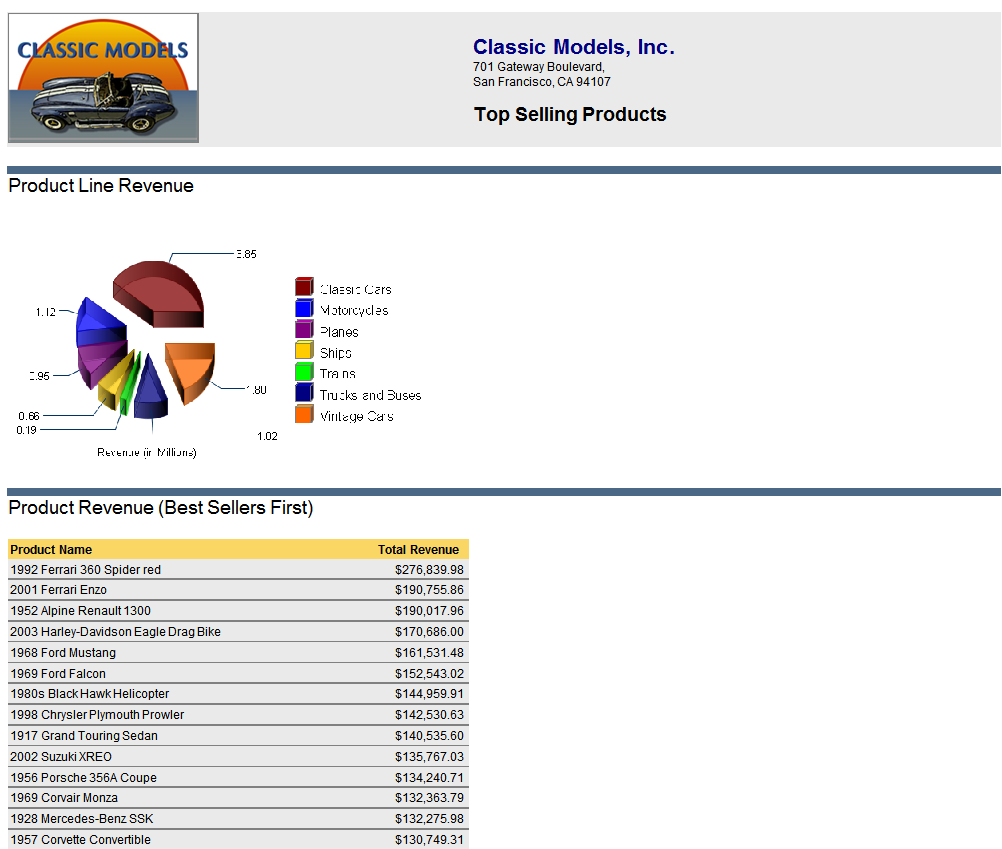 CLASSIC MODELS
Classic Models, Inc.
701 Gateway Boulevard,
San Francisco, CA 94107
Top Selling Products
Product Line Revenue
3.85
1.12
0.95
0.66
0.19
1.80
1.02
Revenue (in Millions)
Classic Cars
Motorcycles
Planes
Ships
Trains
Trucks and Buses
Vintage Cars
Product Revenue (Best Sellers First)
Product Name Total Revenue
1992 Ferrari 360 Spider red $276,839.98
2001 Ferrari Enzo $190,755.86
1952 Alpine Renault 1300 $190,017.96
2003 Harley-Davidson Eagle Drag Bike $170,686.00
1968 Ford Mustang $161,531.48
1969 Ford Falcon $152,543.02
1980s Black Hawk Helicopter $144,959.91
1998 Chrysler Plymouth Prowler $142,530.63
1917 Grand Touring Sedan $140,535.60
2002 Suzuki XREO $135,767.03
1956 Porsche 356A Coupe $134,240.71
1969 Corvair Monza $132,363.79
1928 Mercedes-Benz SSK $132,275.98
1957 Corvette Convertible $130,749.31